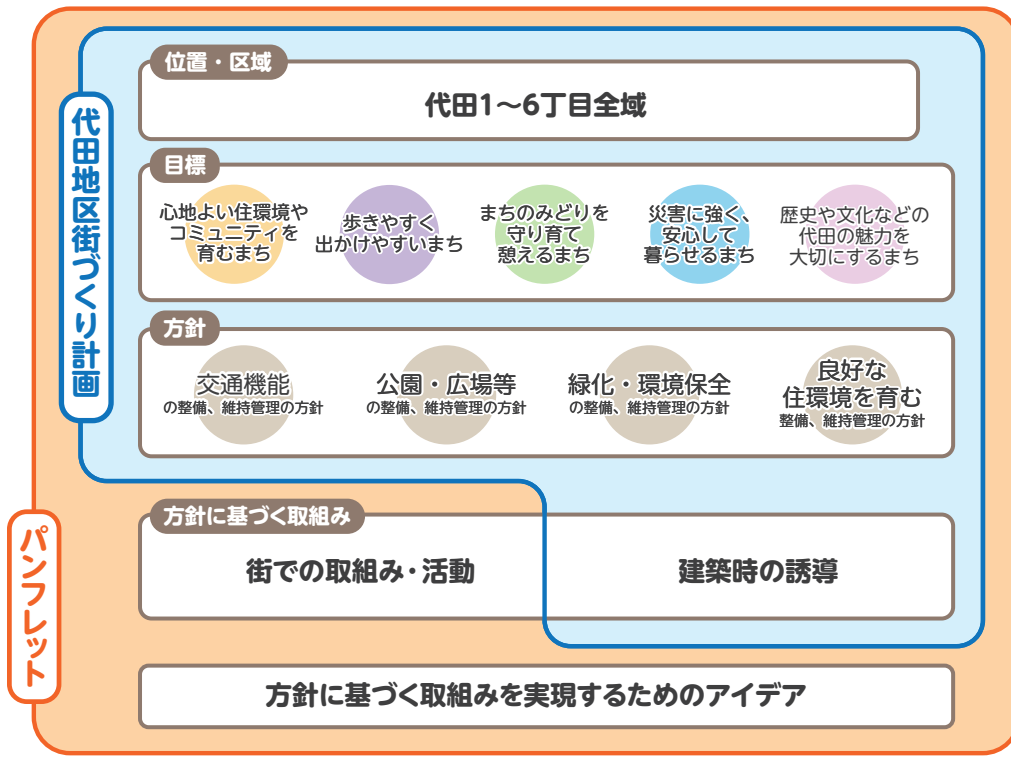 代田地区街づくり計画
位置・区域
代田1～6丁目全域
目標
心地よい住環境や
コミュニティを
育むまち
歩きやすく
出かけやすいまち
まちのみどりを
守り育て
憩えるまち
災害に強く、
安心して
暮らせるまち
歴史や文化などの
代田の魅力を
大切にするまち
方針
交通機能
の整備、維持管理の方針
公園・広場等
の整備、維持管理の方針
緑化・環境保全
の整備、維持管理の方針
良好な
住環境を育む
整備、維持管理の方針
パンフレット
方針に基づく取組み
街での取組み・活動
建築時の誘導
方針に基づく取組みを実現するためのアイデア